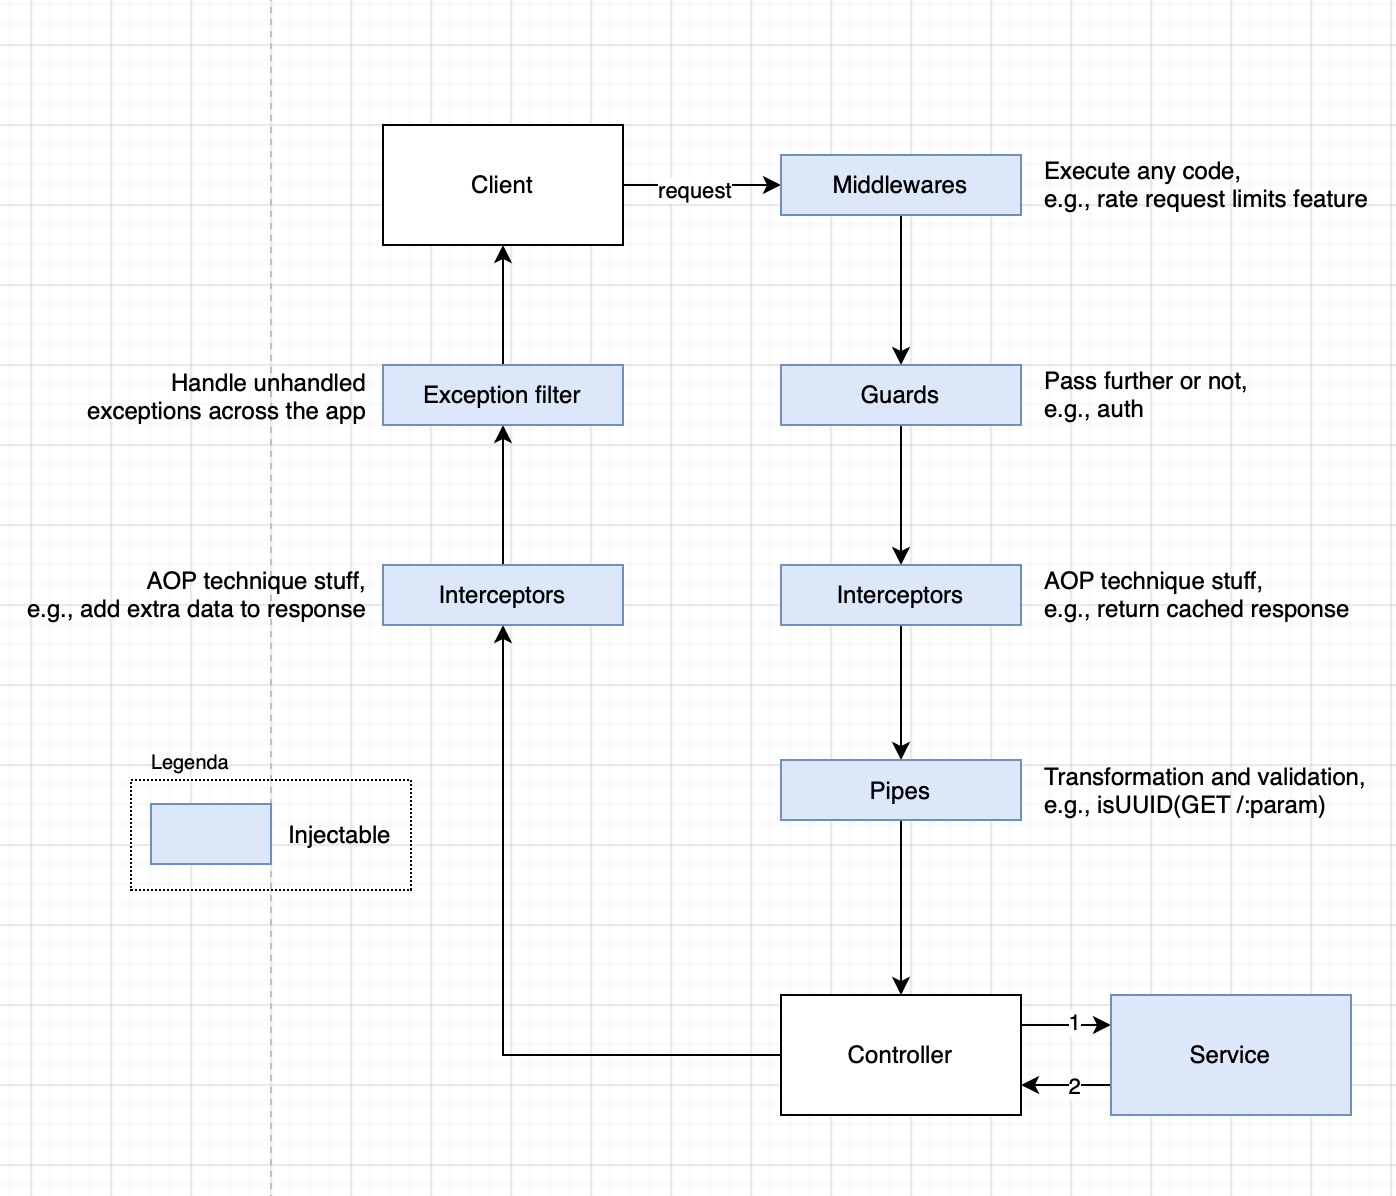 Client
request
Middlewares
Execute any code,
e.g., rate request limits feature
Handle unhandled
exceptions across the app
Exception filter
Guards
Pass further or not,
e.g., auth
AOP technique stuff,
e.g., add extra data to response
Interceptors
Interceptors
AOP technique stuff,
e.g., return cached response
Legenda
Injectable
Pipes
Transformation and validation,
e.g., isUUID(GET /:param)
Controller
1
2
Service